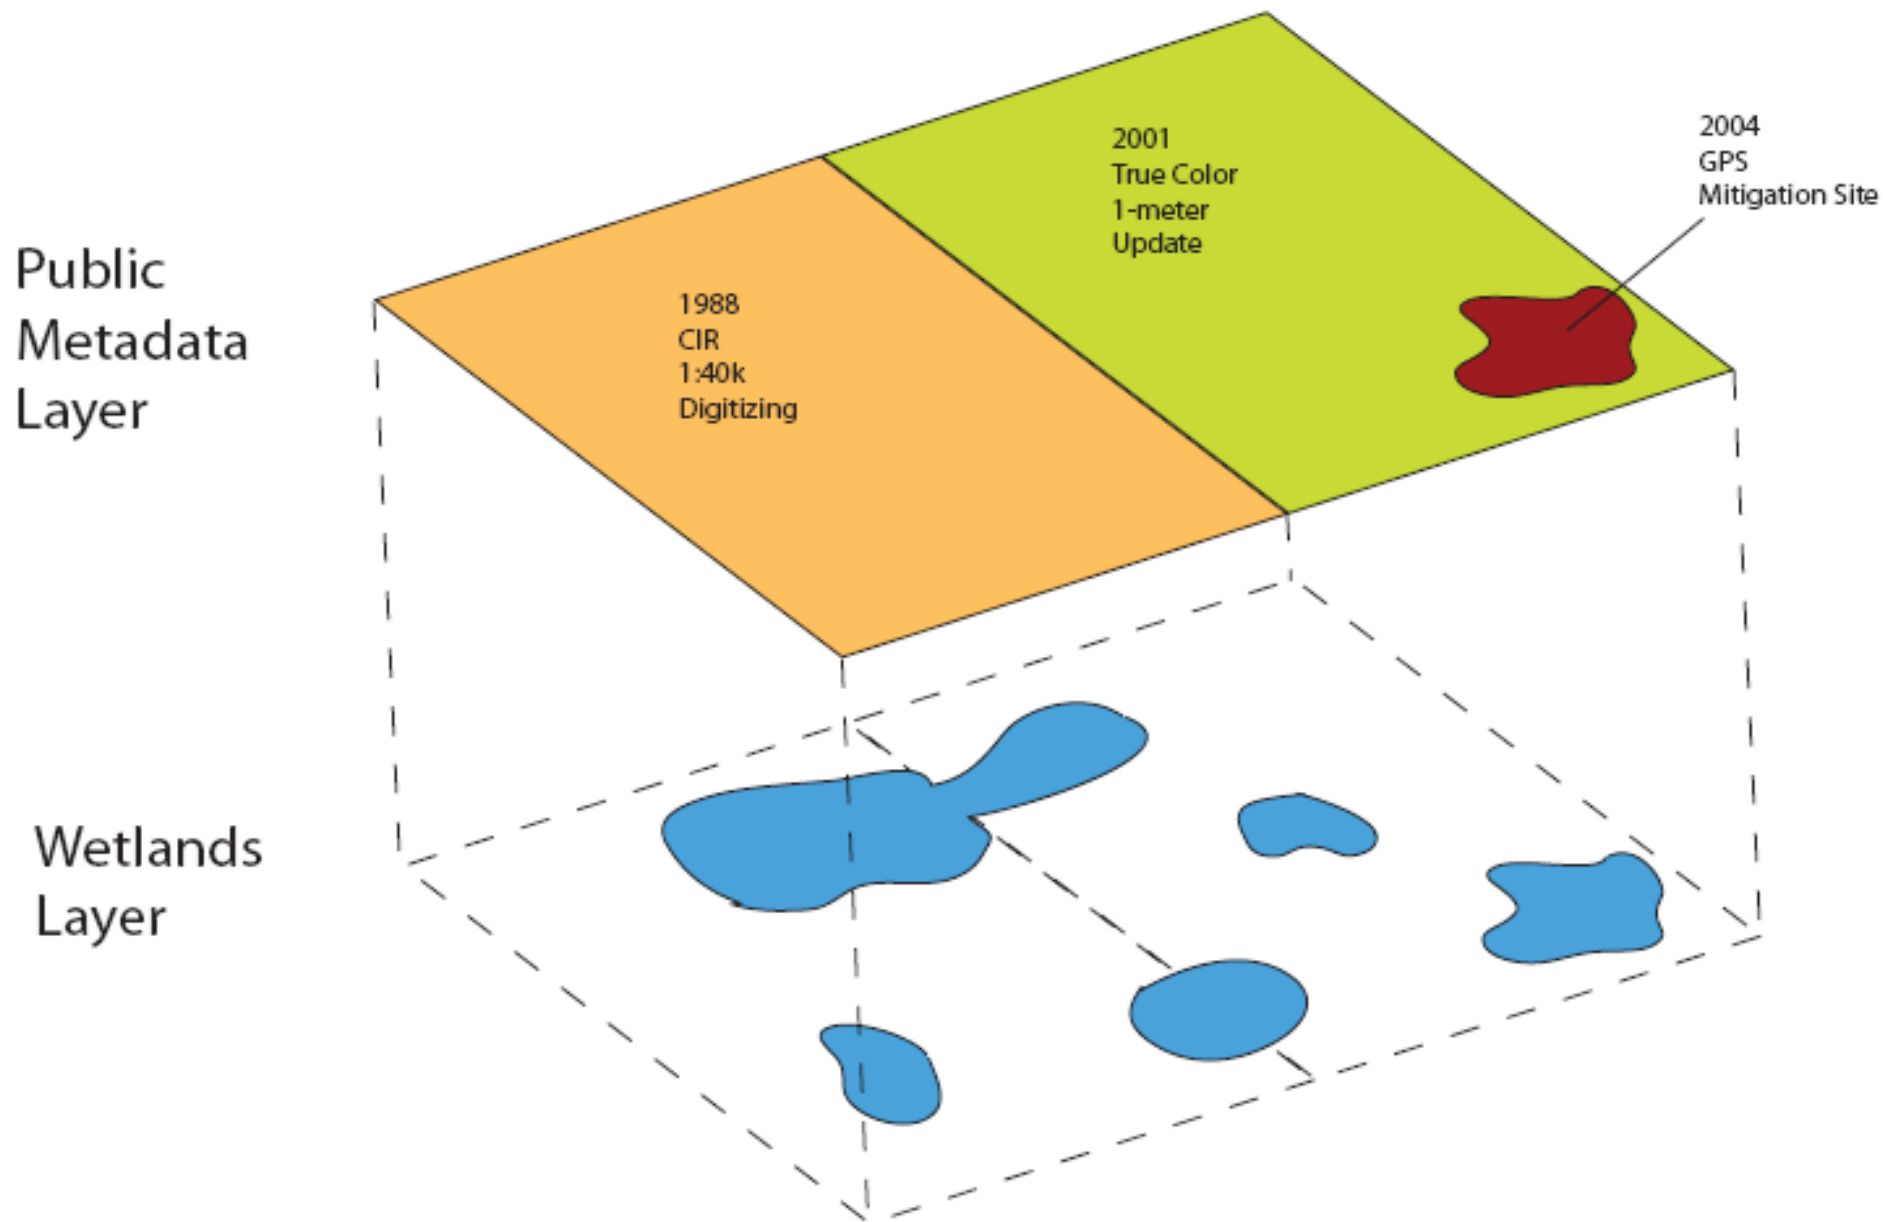 Public
Metadata
Layer
1988
CIR
1:40k
Digitizing
2001
True Color
1-meter
Update
2004
GPS
Mitigation Site
Wetlands
Layer